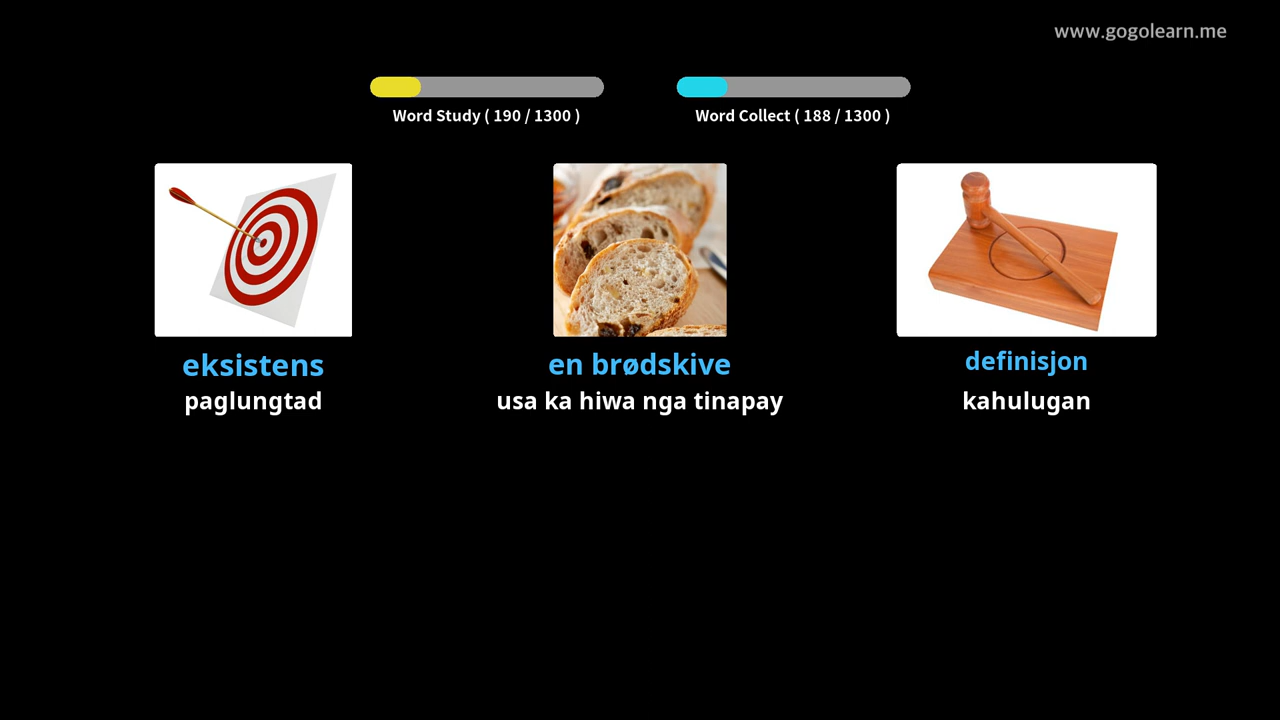 www.gogolearn.me
Word Study ( 190 / 1300 )
Word Collect ( 188 / 1300 )
eksistens
paglungtad
en brødskive
usa ka hiwa nga tinapay
definisjon
kahulugan